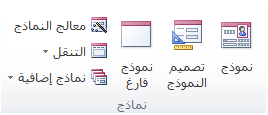 نموذج
تصميم
النموذج
نموذج
فارغ
معالج النماذج
التنقل
نماذج إضافية
نماذج